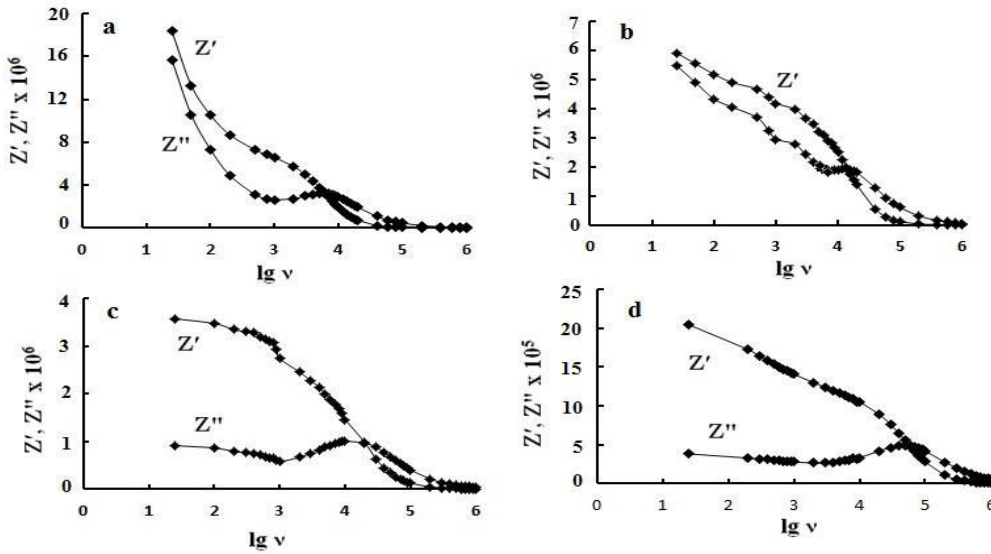 a
Z', Z'' x 10⁶
20
16
12
8
4
0
Z'
Z''
0 1 2 3 4 5 6
lg ν
b
Z', Z'' x 10⁶
7
6
5
4
3
2
1
0
Z'
0 1 2 3 4 5 6
lg ν
c
Z', Z'' x 10⁶
4
3
2
1
0
Z'
Z''
0 1 2 3 4 5 6
lg ν
d
Z', Z'' x 10⁵
25
20
15
10
5
0
Z'
Z''
0 1 2 3 4 5 6
lg ν